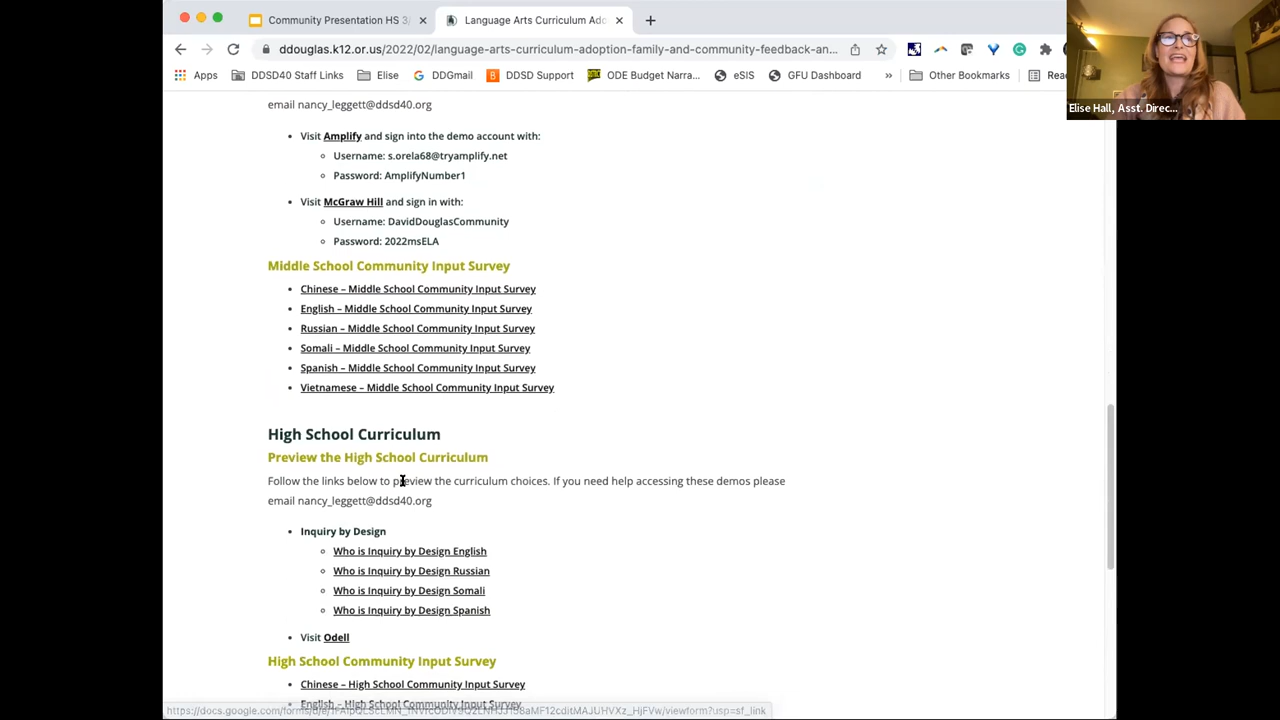 Community Presentation HS 3/
Language Arts Curriculum Ado
ddouglas.k12.or.us/2022/02/language-arts-curriculum-adoption-family-and-community-feedback-an...
Apps DDSD40 Staff Links Elise DDGmail DDSD Support ODE Budget Narra... eSIS GFU Dashboard » Other Bookmarks Rea
Elise Hall, Asst. Direc...
email nancy_leggett@ddsd40.org
Visit Amplify and sign into the demo account with:
Username: s.orela68@tryamplify.net
Password: AmplifyNumber1
Visit McGraw Hill and sign in with:
Username: DavidDouglasCommunity
Password: 2022msELA
Middle School Community Input Survey
Chinese – Middle School Community Input Survey
English – Middle School Community Input Survey
Russian – Middle School Community Input Survey
Somali – Middle School Community Input Survey
Spanish – Middle School Community Input Survey
Vietnamese – Middle School Community Input Survey
High School Curriculum
Preview the High School Curriculum
Follow the links below to preview the curriculum choices. If you need help accessing these demos please
email nancy_leggett@ddsd40.org
Inquiry by Design
Who is Inquiry by Design English
Who is Inquiry by Design Russian
Who is Inquiry by Design Somali
Who is Inquiry by Design Spanish
Visit Odell
High School Community Input Survey
Chinese – High School Community Input Survey
English – High School Community Input Survey